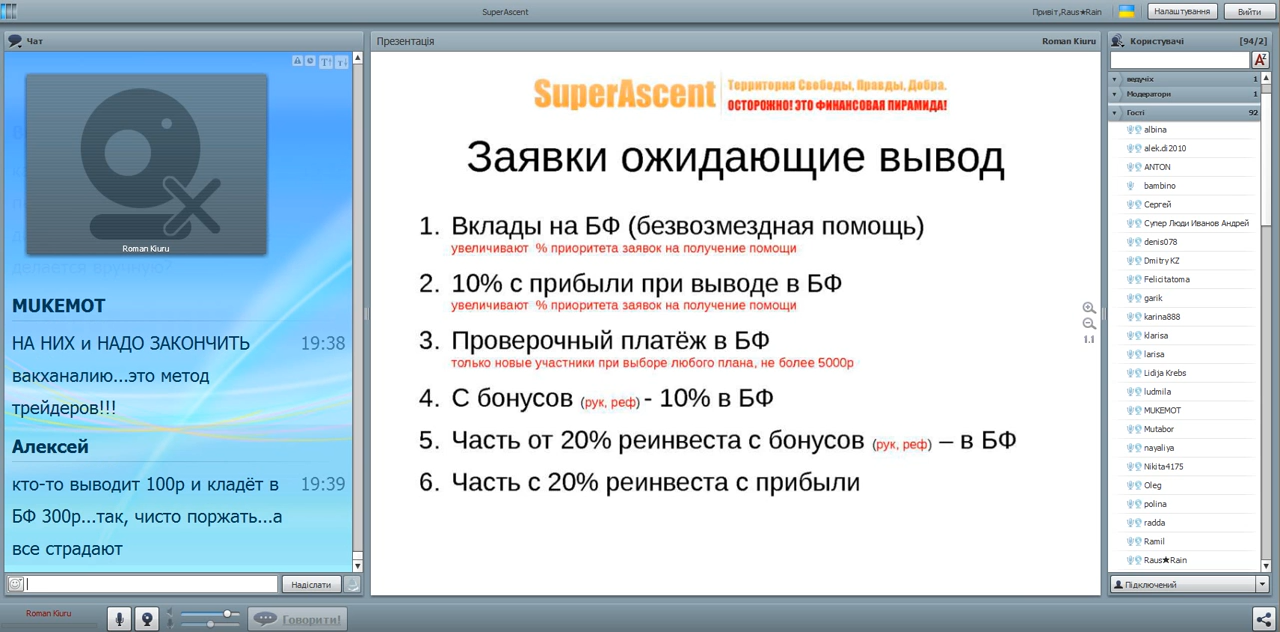 SuperAscent
Привіт,Raus★Rain
Налаштування
Вийти
Чат
Roman Kiuru
делается вручную?
MUKEMOT
НА НИХ и НАДО ЗАКОНЧИТЬ 19:38
вакханалию...это метод
трейдеров!!!
Алексей
кто-то выводит 100р и кладёт в 19:39
БФ 300р...так, чисто поржать...а
все страдают
Надіслати
Презентація
Roman Kiuru
SuperAscent
Территория Свободы, Правды, Добра.
ОСТОРОЖНО! ЭТО ФИНАНСОВАЯ ПИРАМИДА!
Заявки ожидающие вывод
1. Вклады на БФ (безвозмездная помощь)
увеличивают % приоритета заявок на получение помощи
2. 10% с прибыли при выводе в БФ
увеличивают % приоритета заявок на получение помощи
3. Проверочный платёж в БФ
только новые участники при выборе любого плана, не более 5000р
4. С бонусов (рук, реф) - 10% в БФ
5. Часть от 20% реинвеста с бонусов (рук, реф) – в БФ
6. Часть с 20% реинвеста с прибыли
1:1
Користувачі [94/2]
ведучіх 1
Модератори 1
Гості 92
albina
alek.di2010
ANTON
bambino
Сергей
Супер Люди Иванов Андрей
denis078
Dmitry KZ
Felicitatoma
garik
karina888
klarisa
larisa
Lidija Krebs
ludmila
MUKEMOT
Mutabor
nayaliya
Nikita4175
Oleg
polina
radda
Ramil
Raus★Rain
Підключений
Roman Kiuru
Говорити!